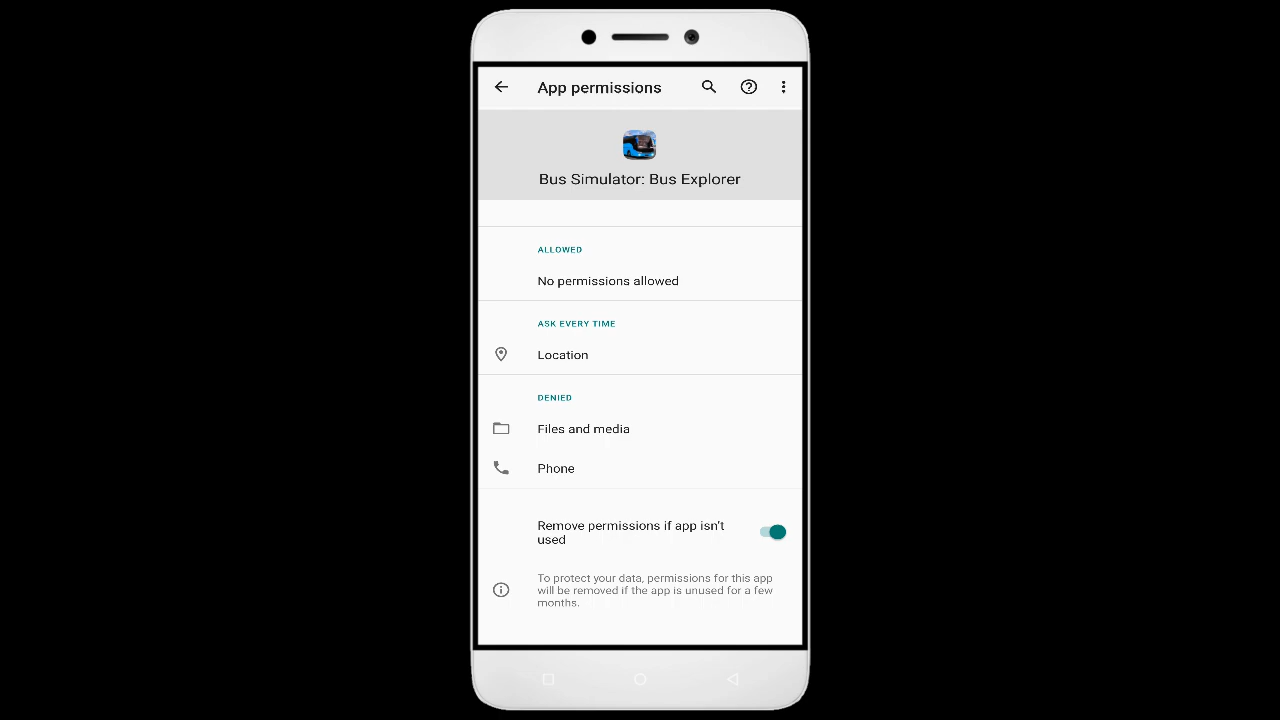 App permissions
Bus Simulator: Bus Explorer
ALLOWED
No permissions allowed
ASK EVERY TIME
Location
DENIED
Files and media
Phone
Remove permissions if app isn't
used
To protect your data, permissions for this app
will be removed if the app is unused for a few
months.